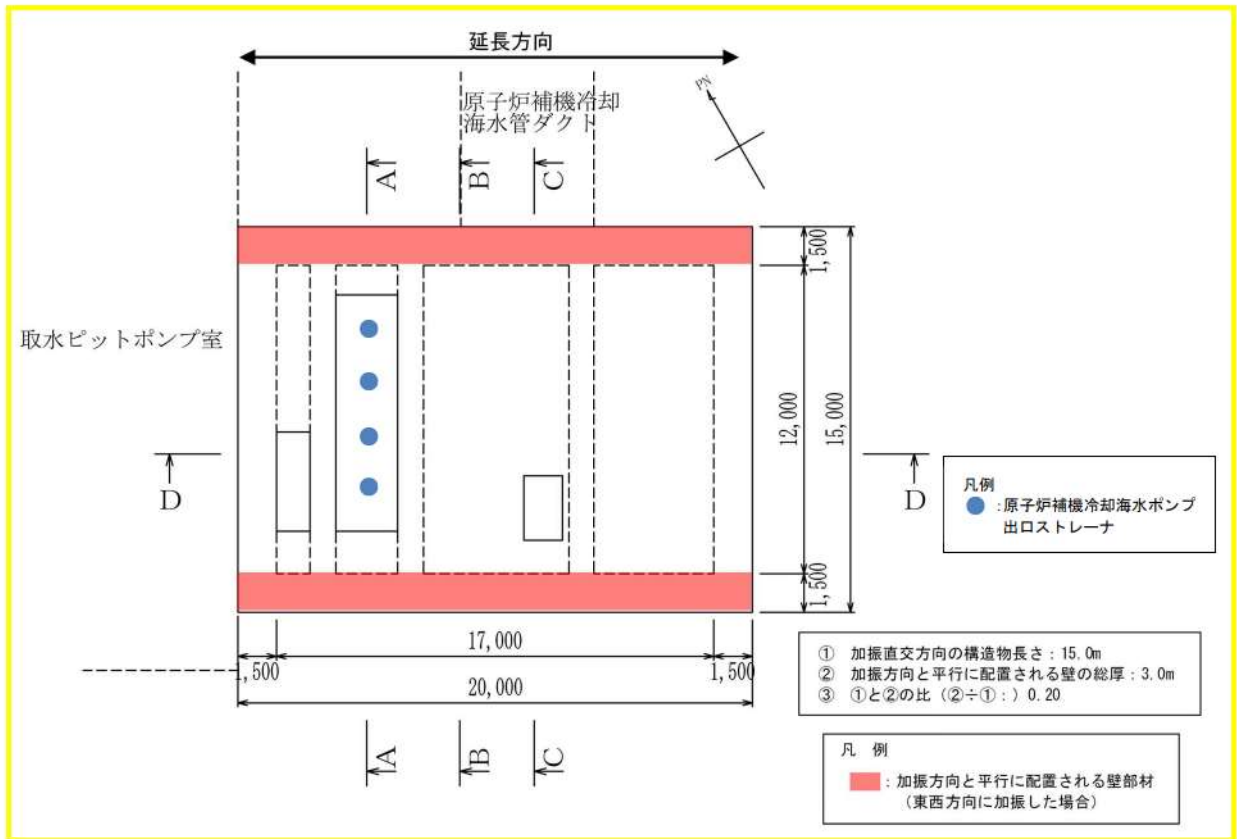 延長方向
原子炉補機冷却
海水管ダクト
PN
A
B
C
1,500
取水ピットポンプ室
12,000
15,000
D
D
凡例
:原子炉補機冷却海水ポンプ
出口ストレーナ
1,500
17,000
1,500
1,500
20,000
① 加振直交方向の構造物長さ:15.0m
② 加振方向と平行に配置される壁の総厚:3.0m
③ ①と②の比(②÷①:)0.20
A
B
C
凡 例
:加振方向と平行に配置される壁部材
(東西方向に加振した場合)